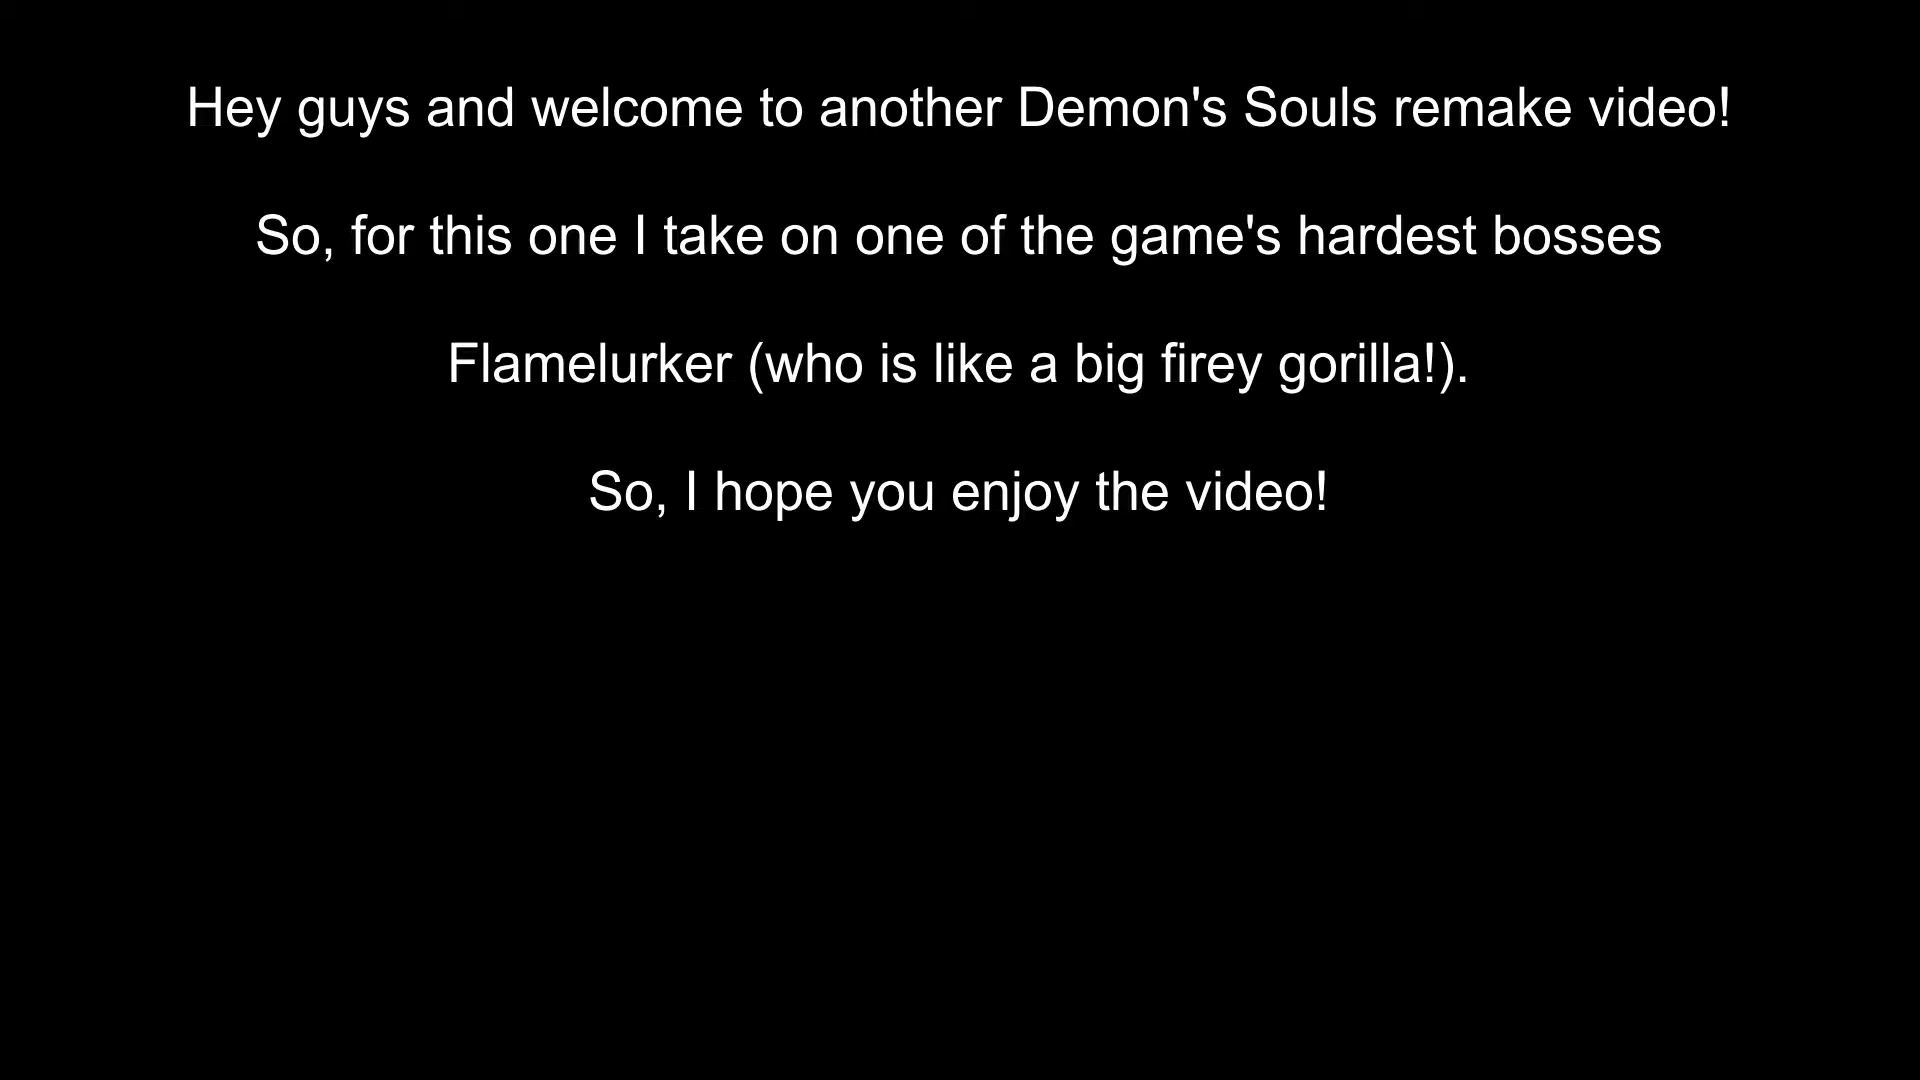 Hey guys and welcome to another Demon's Souls remake video!
So, for this one I take on one of the game's hardest bosses
Flamelurker (who is like a big firey gorilla!).
So, I hope you enjoy the video!